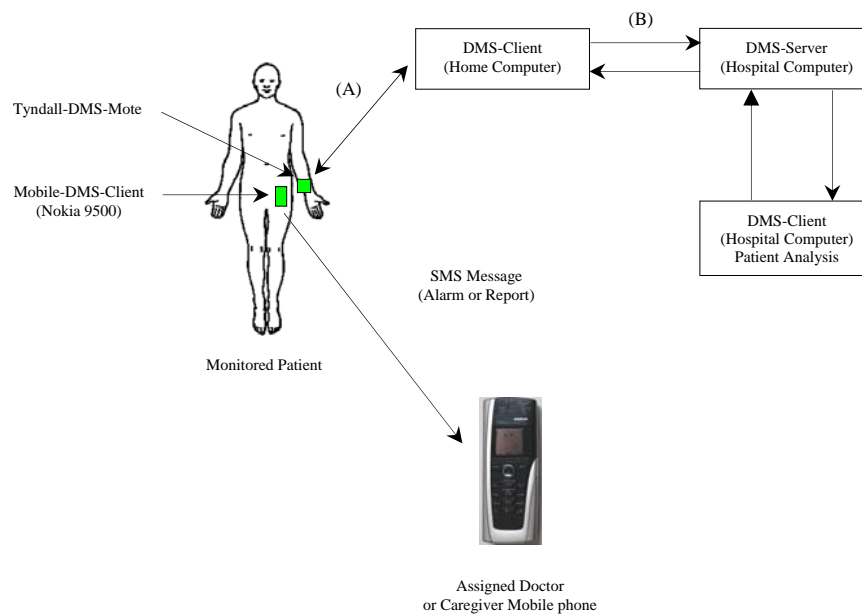 (B)
DMS-Client
(Home Computer)
DMS-Server
(Hospital Computer)
(A)
Tyndall-DMS-Mote
Mobile-DMS-Client
(Nokia 9500)
DMS-Client
(Hospital Computer)
Patient Analysis
SMS Message
(Alarm or Report)
Monitored Patient
Assigned Doctor
or Caregiver Mobile phone